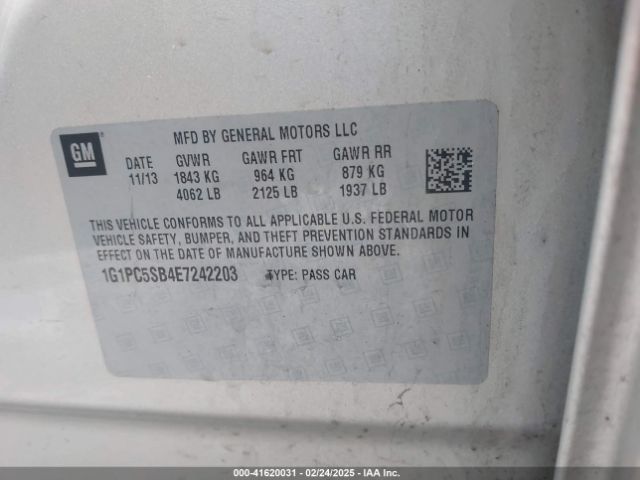 GM
MFD BY GENERAL MOTORS LLC
DATE GVWR GAWR FRT GAWR RR
11/13 1843 KG 964 KG 879 KG
4062 LB 2125 LB 1937 LB
THIS VEHICLE CONFORMS TO ALL APPLICABLE U.S. FEDERAL MOTOR
VEHICLE SAFETY, BUMPER, AND THEFT PREVENTION STANDARDS IN
EFFECT ON THE DATE OF MANUFACTURE SHOWN ABOVE.
1G1PC5SB4E7242203 TYPE: PASS CAR
000-41620031 - 02/24/2025 - IAAI.COM